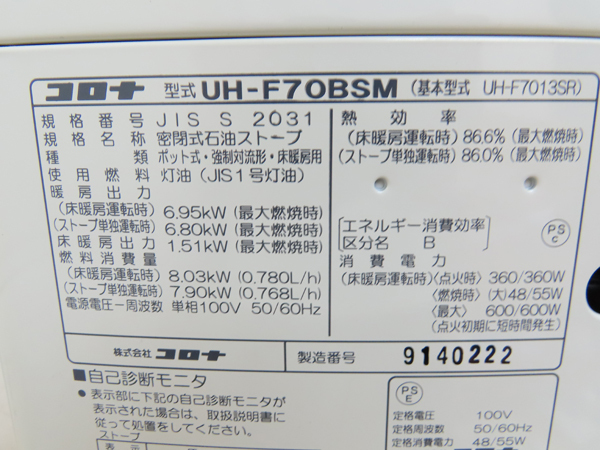 コロナ 型式 UH-F70BSM (基本型式 UH-F7013SR)
規格番号 JIS S 2031
規格名称 密閉式石油ストーブ
種類 ポット式・強制対流形・床暖房用
使用燃料 灯油(JIS1号灯油)
暖房出力
(床暖房運転時) 6.95kW (最大燃焼時)
(ストーブ単独運転時) 6.80kW (最大燃焼時)
床暖房出力 1.51kW (最大燃焼時)
燃料消費量
(床暖房運転時) 8.03kW (0.780L/h)
(ストーブ単独運転時) 7.90kW (0.768L/h)
電源電圧-周波数 単相100V 50/60Hz
熱効率
(床暖房運転時) 86.6% (最大燃焼時)
(ストーブ単独運転時) 86.0% (最大燃焼時)
[エネルギー消費効率
区分名 B]
PS
C
消費電力
(床暖房運転時)〈点火時〉 360/360W
〈燃焼時〉(大) 48/55W
〈最大〉 600/600W
(点火初期に短時間発生)
株式会社 コロナ
製造番号 9140222
■自己診断モニタ
● 表示部に下記の自己診断モニタが
表示された場合は、取扱説明書に
従って処置をしてください。
ストーブ
PS
E
定格電圧 100V
定格周波数 50/60Hz
定格消費電力 48/55W